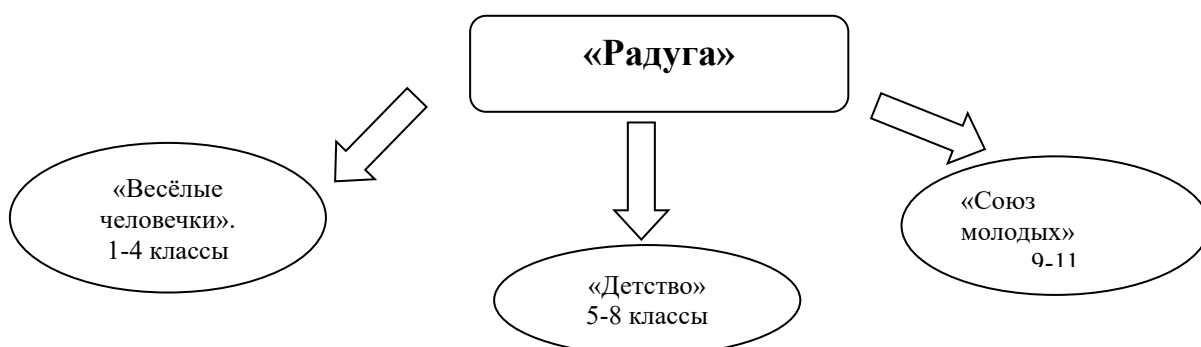 «Радуга»
«Весёлые
человечки».
1-4 классы
«Детство»
5-8 классы
«Союз
молодых»
9-11